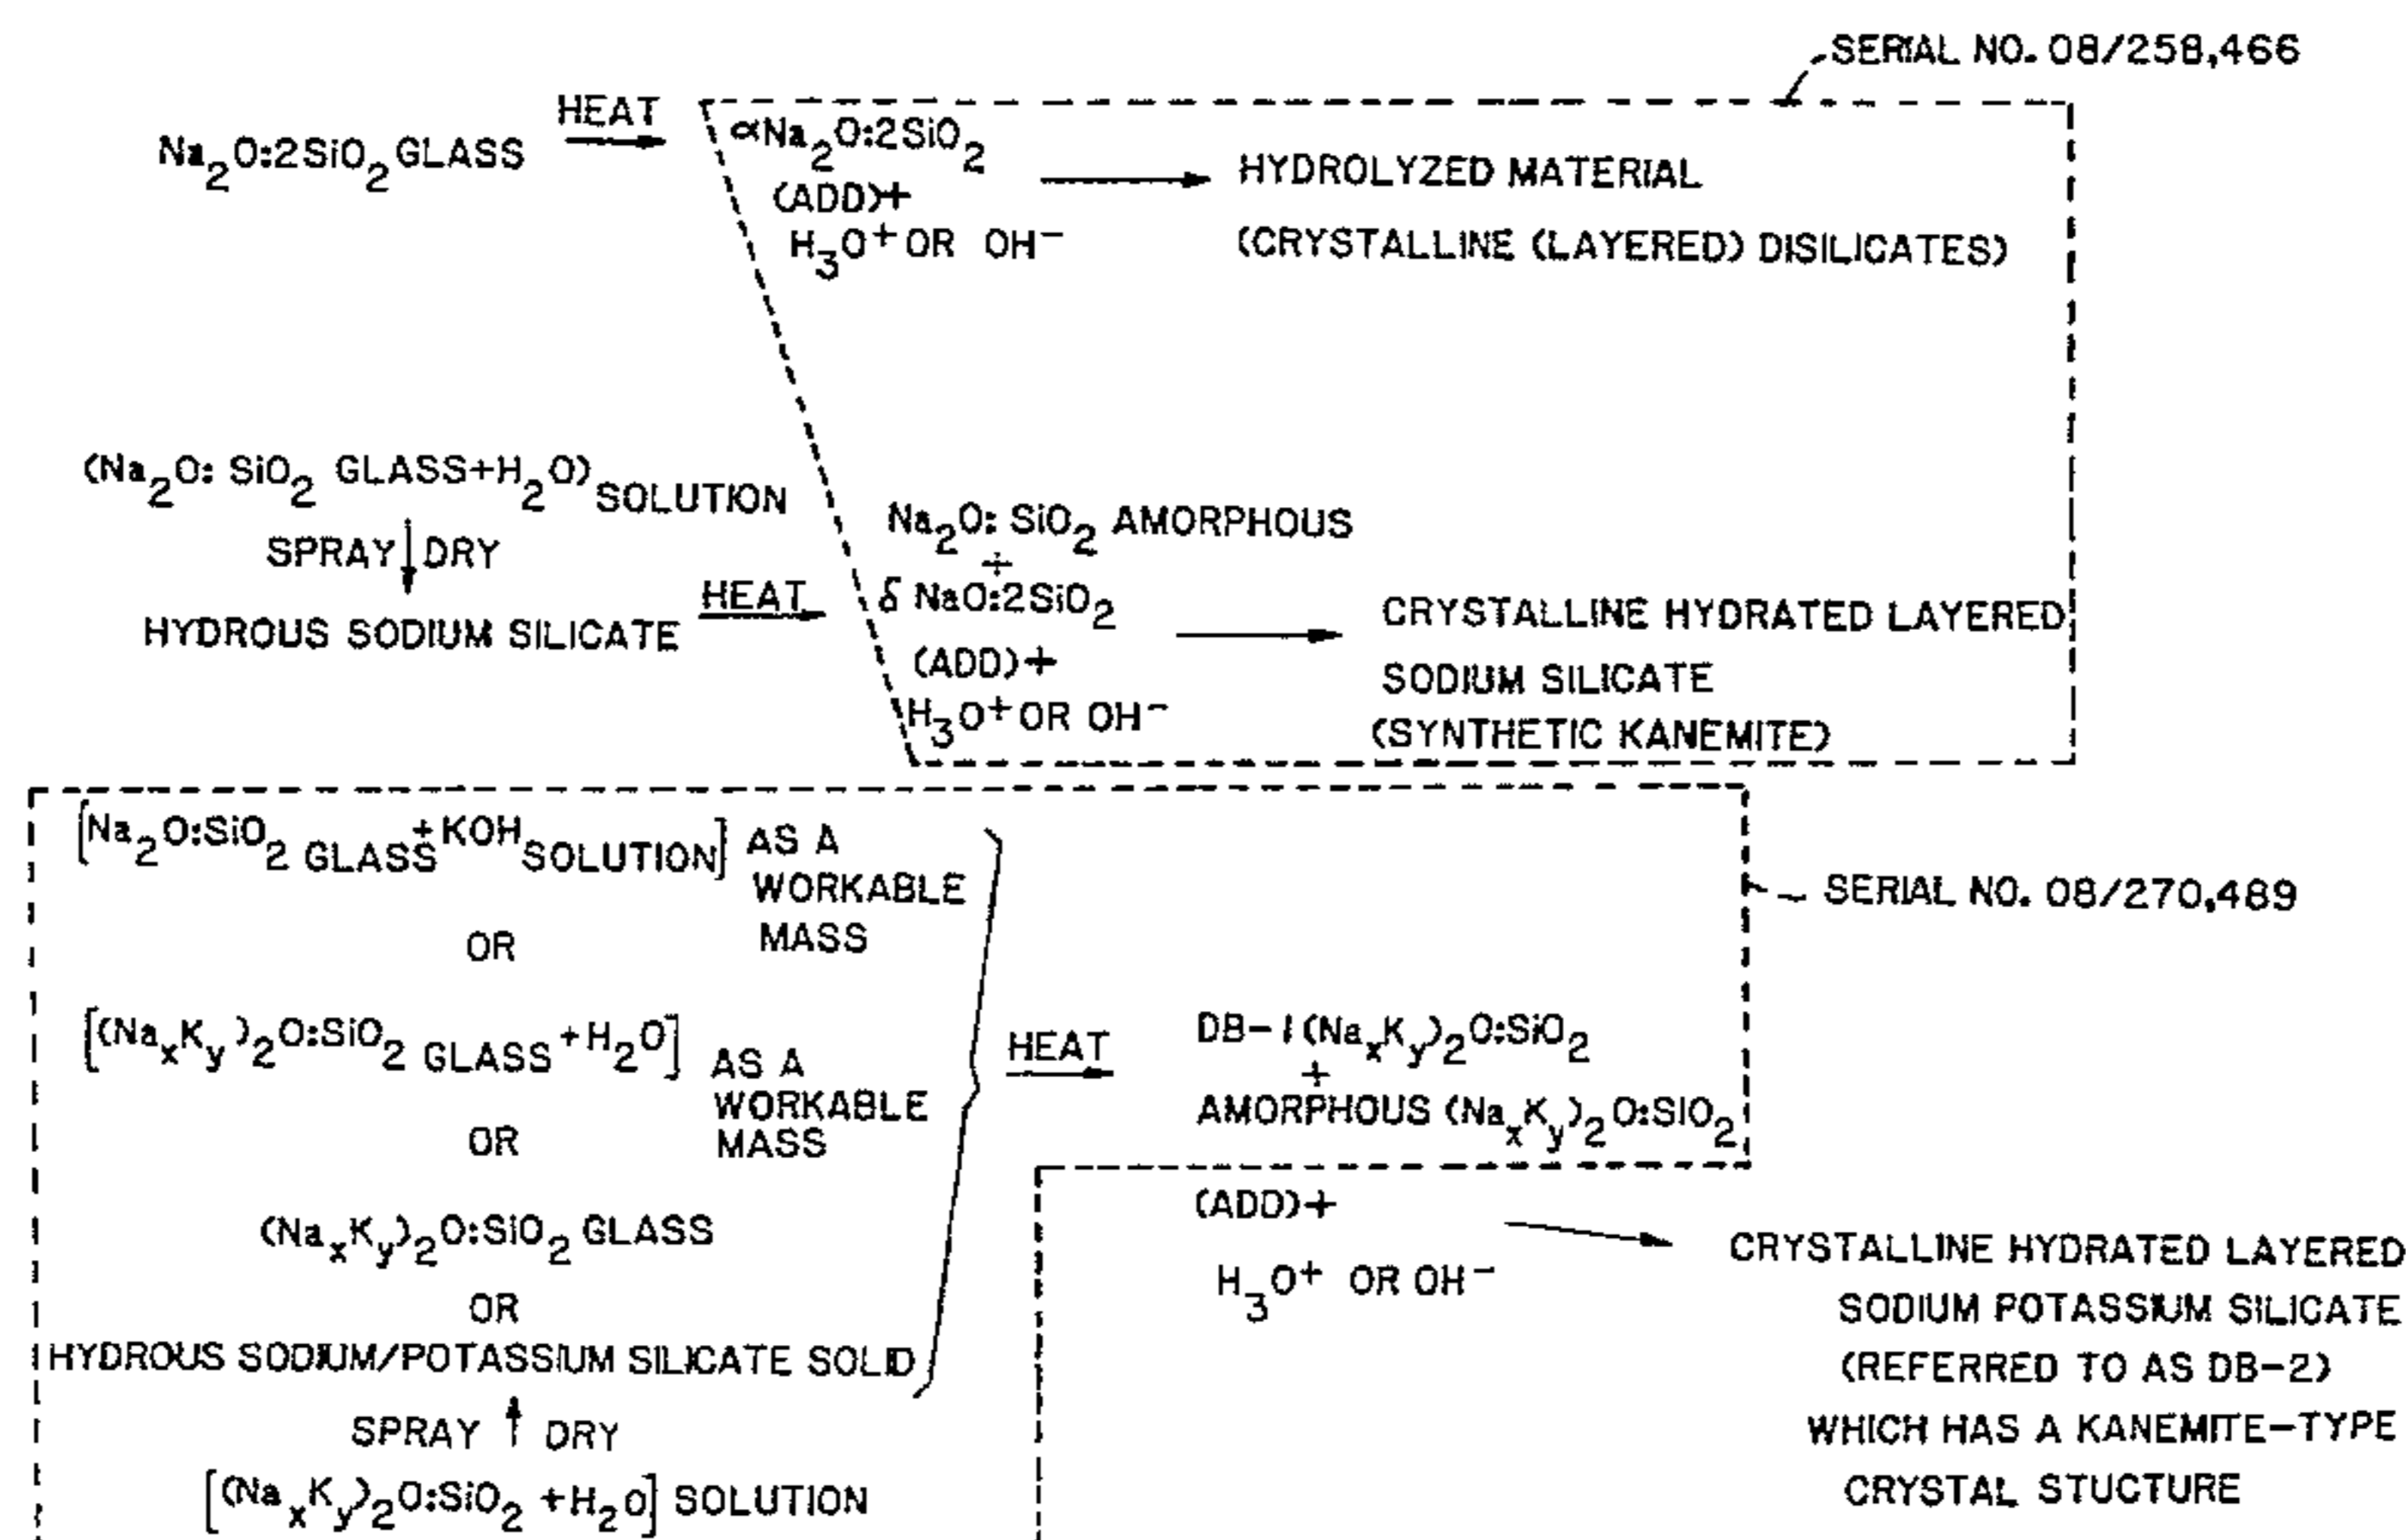 SERIAL NO. 08/258,466
Na2O:2SiO2 GLASS
HEAT
∝Na2O:2SiO2
(ADD)+
H3O+ OR OH−
HYDROLYZED MATERIAL
(CRYSTALLINE (LAYERED) DISILICATES)
(Na2O: SiO2 GLASS+H2O) SOLUTION
SPRAY DRY
HYDROUS SODIUM SILICATE
HEAT
Na2O: SiO2 AMORPHOUS
+
δ NaO:2SiO2
(ADD)+
H3O+ OR OH−
CRYSTALLINE HYDRATED LAYERED
SODIUM SILICATE
(SYNTHETIC KANEMITE)
[Na2O:SiO2 GLASS + KOH SOLUTION] AS A
WORKABLE
MASS
OR
[(NaxKy)2O:SiO2 GLASS +H2O] AS A
WORKABLE
MASS
OR
(NaxKy)2O:SiO2 GLASS
OR
HYDROUS SODIUM/POTASSIUM SILICATE SOLID
SPRAY DRY
[(NaxKy)2O:SiO2 +H2O] SOLUTION
HEAT
DB-1(NaxKy)2O:SiO2
+
AMORPHOUS (NaxKy)2O:SIO2
SERIAL NO. 08/270,489
(ADD)+
H3O+ OR OH−
CRYSTALLINE HYDRATED LAYERED
SODIUM POTASSIUM SILICATE
(REFERRED TO AS DB-2)
WHICH HAS A KANEMITE-TYPE
CRYSTAL STUCTURE